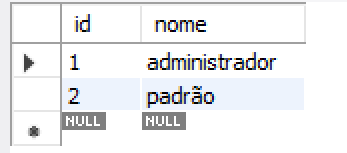 id nome
1 administrador
2 padrão
NULL NULL